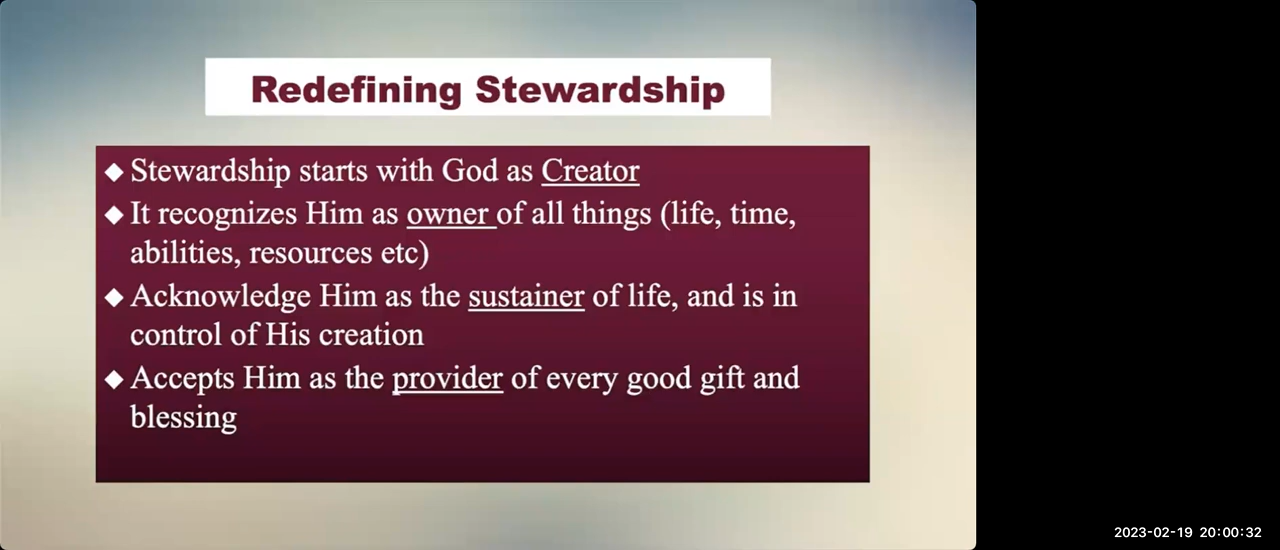 Redefining Stewardship
◆ Stewardship starts with God as Creator
◆ It recognizes Him as owner of all things (life, time,
abilities, resources etc)
◆ Acknowledge Him as the sustainer of life, and is in
control of His creation
◆ Accepts Him as the provider of every good gift and
blessing
2023-02-19 20:00:32